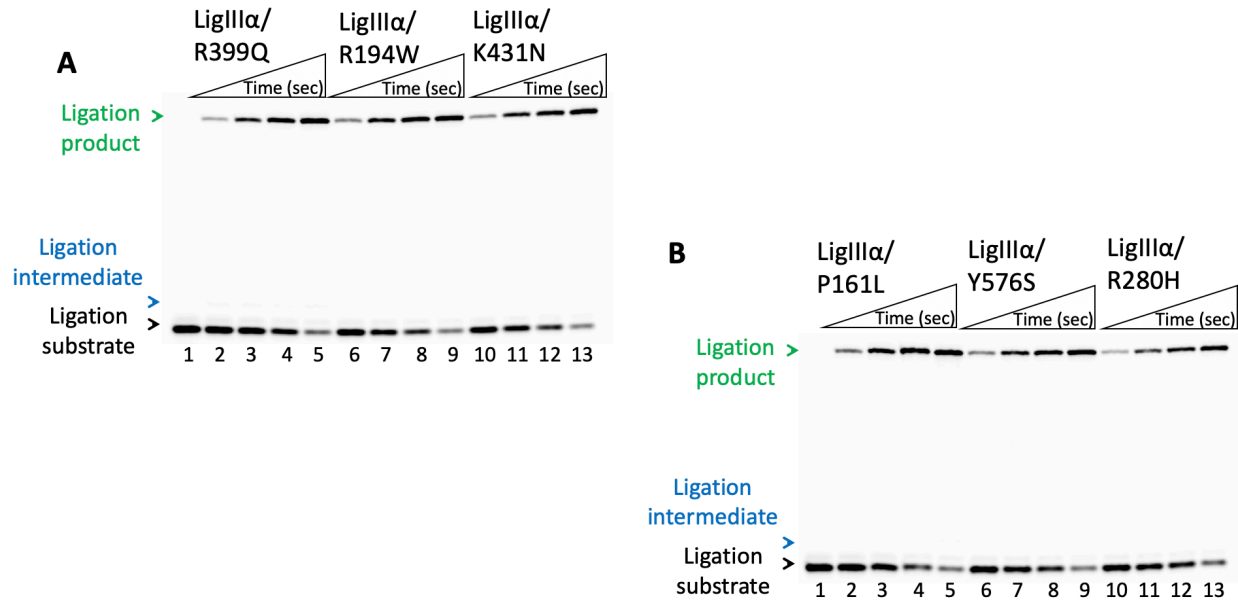 A
LigIIIα/
R399Q
LigIIIα/
R194W
LigIIIα/
K431N
Time (sec) Time (sec) Time (sec)
Ligation
product
Ligation
intermediate
Ligation
substrate
1 2 3 4 5 6 7 8 9 10 11 12 13
B
LigIIIα/
P161L
LigIIIα/
Y576S
LigIIIα/
R280H
Time (sec) Time (sec) Time (sec)
Ligation
product
Ligation
intermediate
Ligation
substrate
1 2 3 4 5 6 7 8 9 10 11 12 13